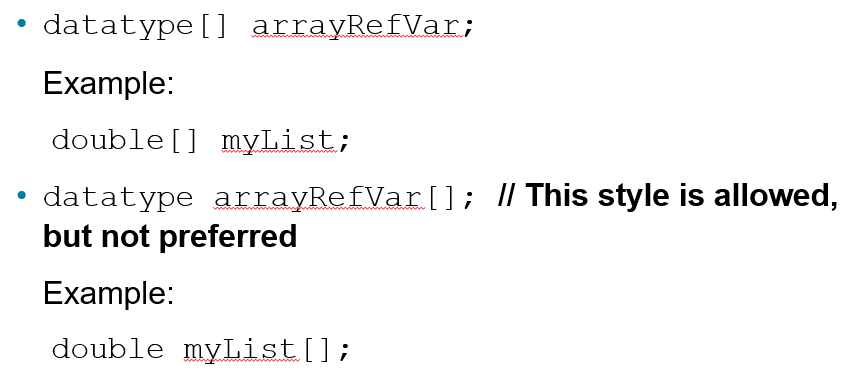 • datatype[] arrayRefVar;
Example:
double[] myList;
• datatype arrayRefVar[]; // This style is allowed,
but not preferred
Example:
double myList[];